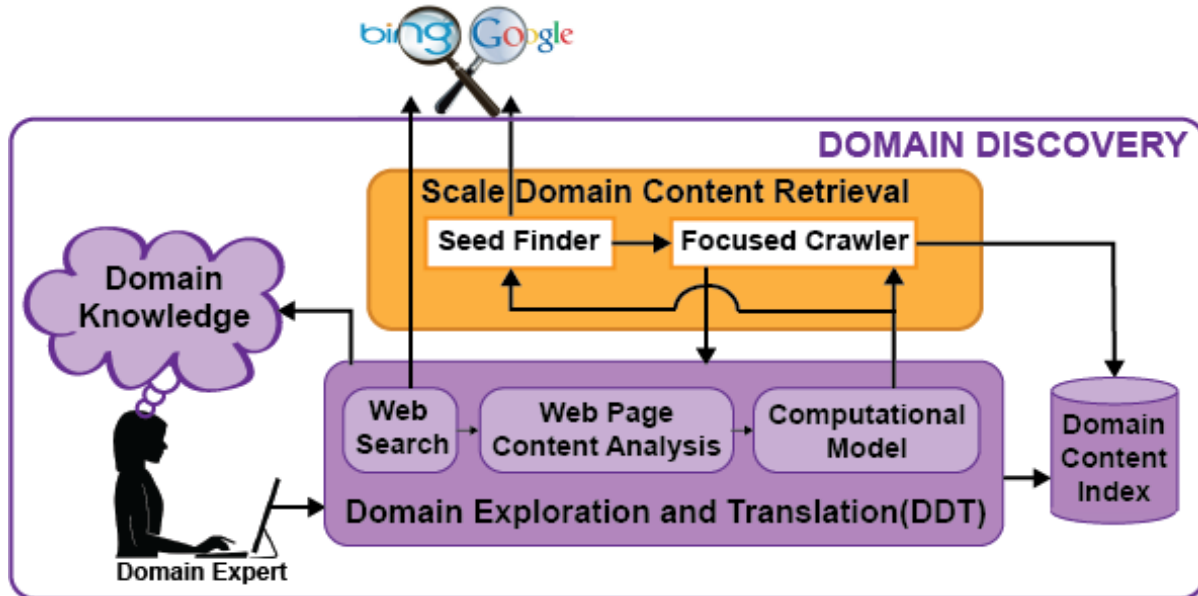 bing Google
DOMAIN DISCOVERY
Scale Domain Content Retrieval
Seed Finder
Focused Crawler
Domain
Knowledge
Web
Search
Web Page
Content Analysis
Computational
Model
Domain
Content
Index
Domain Exploration and Translation(DDT)
Domain Expert